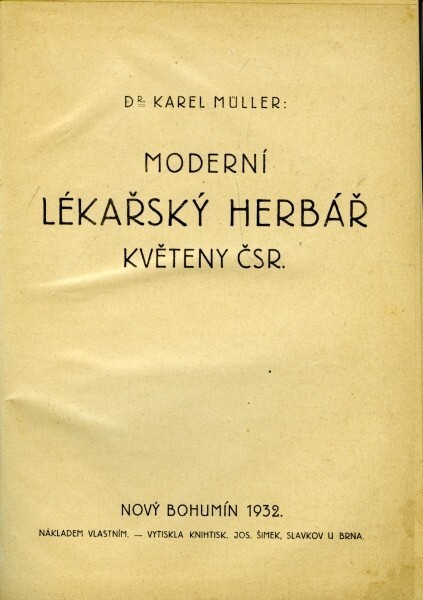 DR. KAREL MÜLLER:
MODERNÍ
LÉKAŘSKÝ HERBÁŘ
KVĚTENY ČSR.
NOVÝ BOHUMÍN 1932.
NÁKLADEM VLASTNÍM. — VYTISKLA KNIHTISK. JOS. ŠIMEK, SLAVKOV U BRNA.